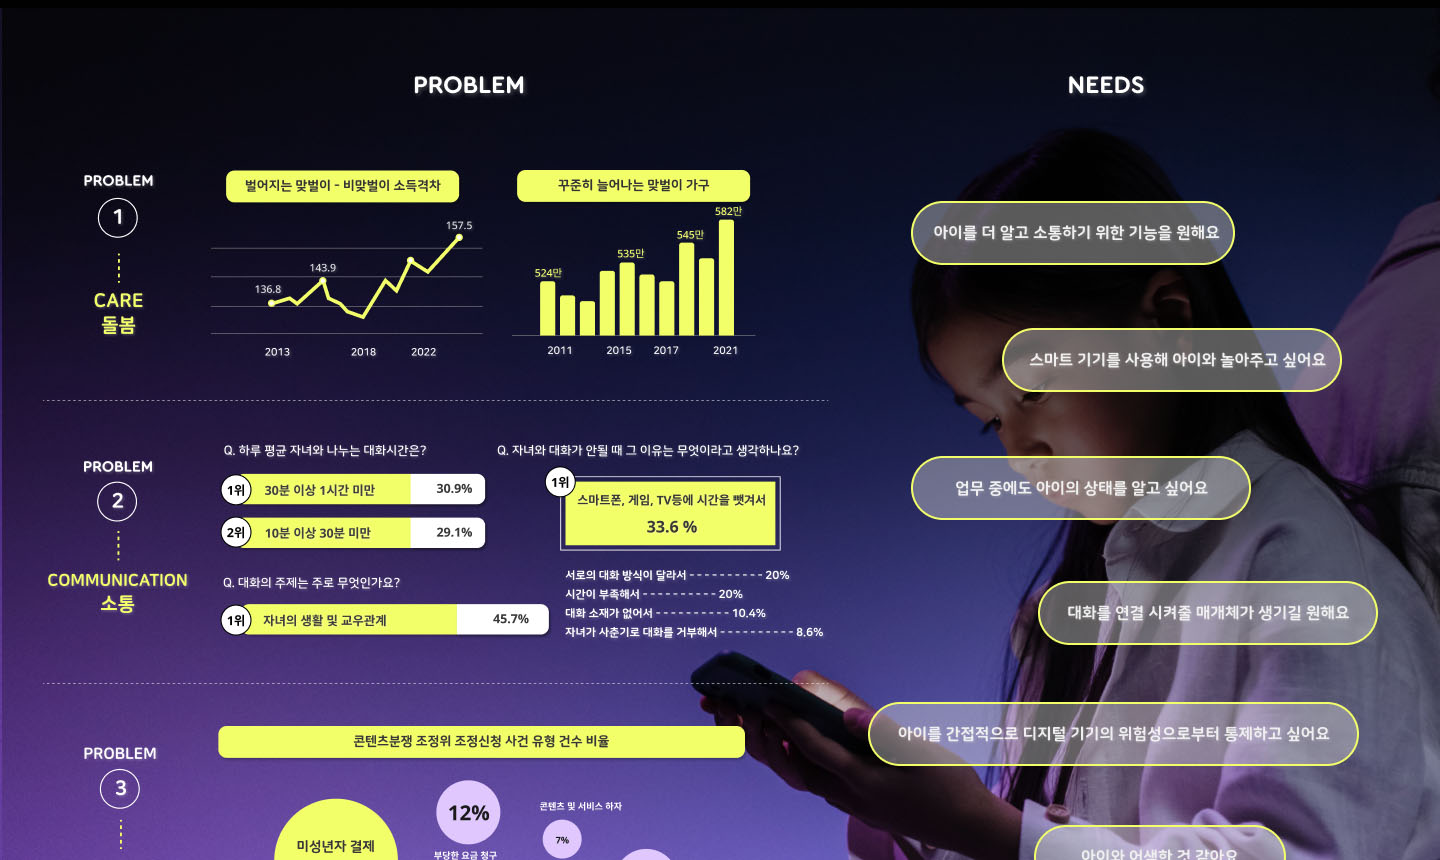 PROBLEM
NEEDS
PROBLEM
1
CARE
돌봄
벌어지는 맞벌이 - 비맞벌이 소득격차
157.5
143.9
136.8
2013
2018
2022
꾸준히 늘어나는 맞벌이 가구
582만
545만
535만
524만
2011
2015
2017
2021
PROBLEM
2
COMMUNICATION
소통
Q. 하루 평균 자녀와 나누는 대화시간은?
1위 30분 이상 1시간 미만 30.9%
2위 10분 이상 30분 미만 29.1%
Q. 대화의 주제는 주로 무엇인가요?
1위 자녀의 생활 및 교우관계 45.7%
Q. 자녀와 대화가 안될 때 그 이유는 무엇이라고 생각하나요?
1위
스마트폰, 게임, TV등에 시간을 뺏겨서
33.6 %
서로의 대화 방식이 달라서 - - - - - - - - - - 20%
시간이 부족해서 - - - - - - - - - - 20%
대화 소재가 없어서 - - - - - - - - - - 10.4%
자녀가 사춘기로 대화를 거부해서 - - - - - - - - - - 8.6%
PROBLEM
3
콘텐츠분쟁 조정위 조정신청 사건 유형 건수 비율
미성년자 결제
12%
부당한 요금 청구
콘텐츠 및 서비스 하자
7%
아이를 더 알고 소통하기 위한 기능을 원해요
스마트 기기를 사용해 아이와 놀아주고 싶어요
업무 중에도 아이의 상태를 알고 싶어요
대화를 연결 시켜줄 매개체가 생기길 원해요
아이를 간접적으로 디지털 기기의 위험성으로부터 통제하고 싶어요
아이와 어색한 것 같아요